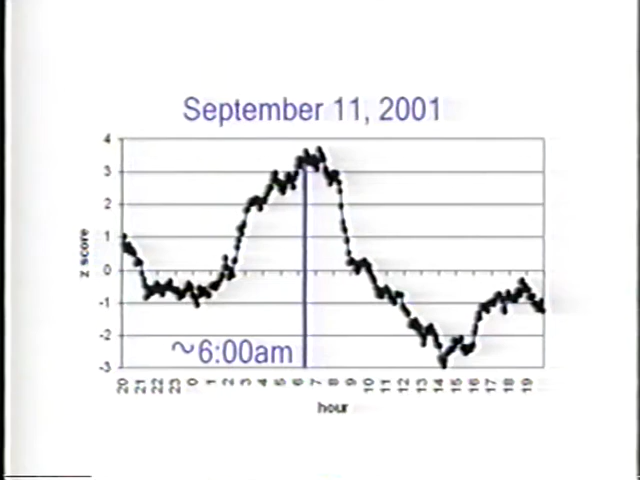 September 11, 2001
4
3
2
1
0
-1
-2
-3
z score
~6:00am
20 21 22 23 0 1 2 3 4 5 6 7 8 9 10 11 12 13 14 15 16 17 18 19
hour